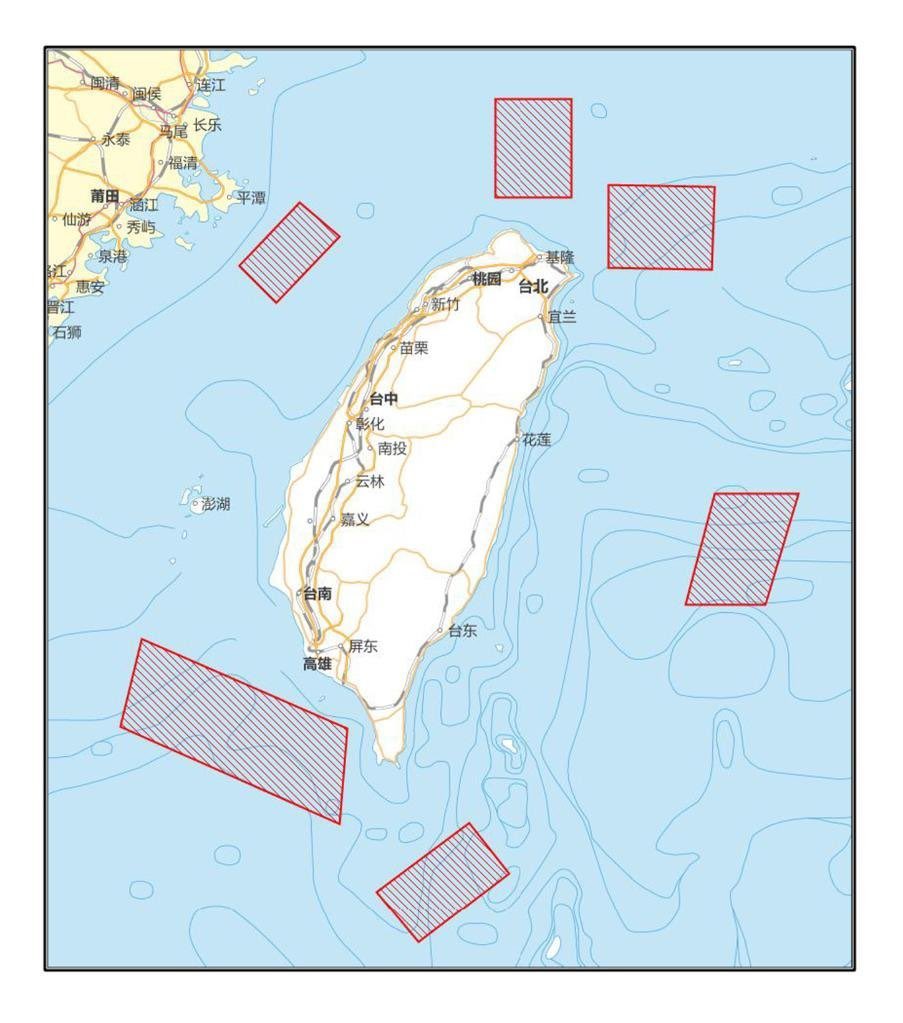 闽清
闽侯
连江
永泰
马尾
长乐
福清
莆田
涵江
平潭
仙游
秀屿
泉港
惠安
晋江
石狮
基隆
桃园
台北
新竹
宜兰
苗栗
台中
彰化
南投
花莲
云林
澎湖
嘉义
台南
台东
屏东
高雄